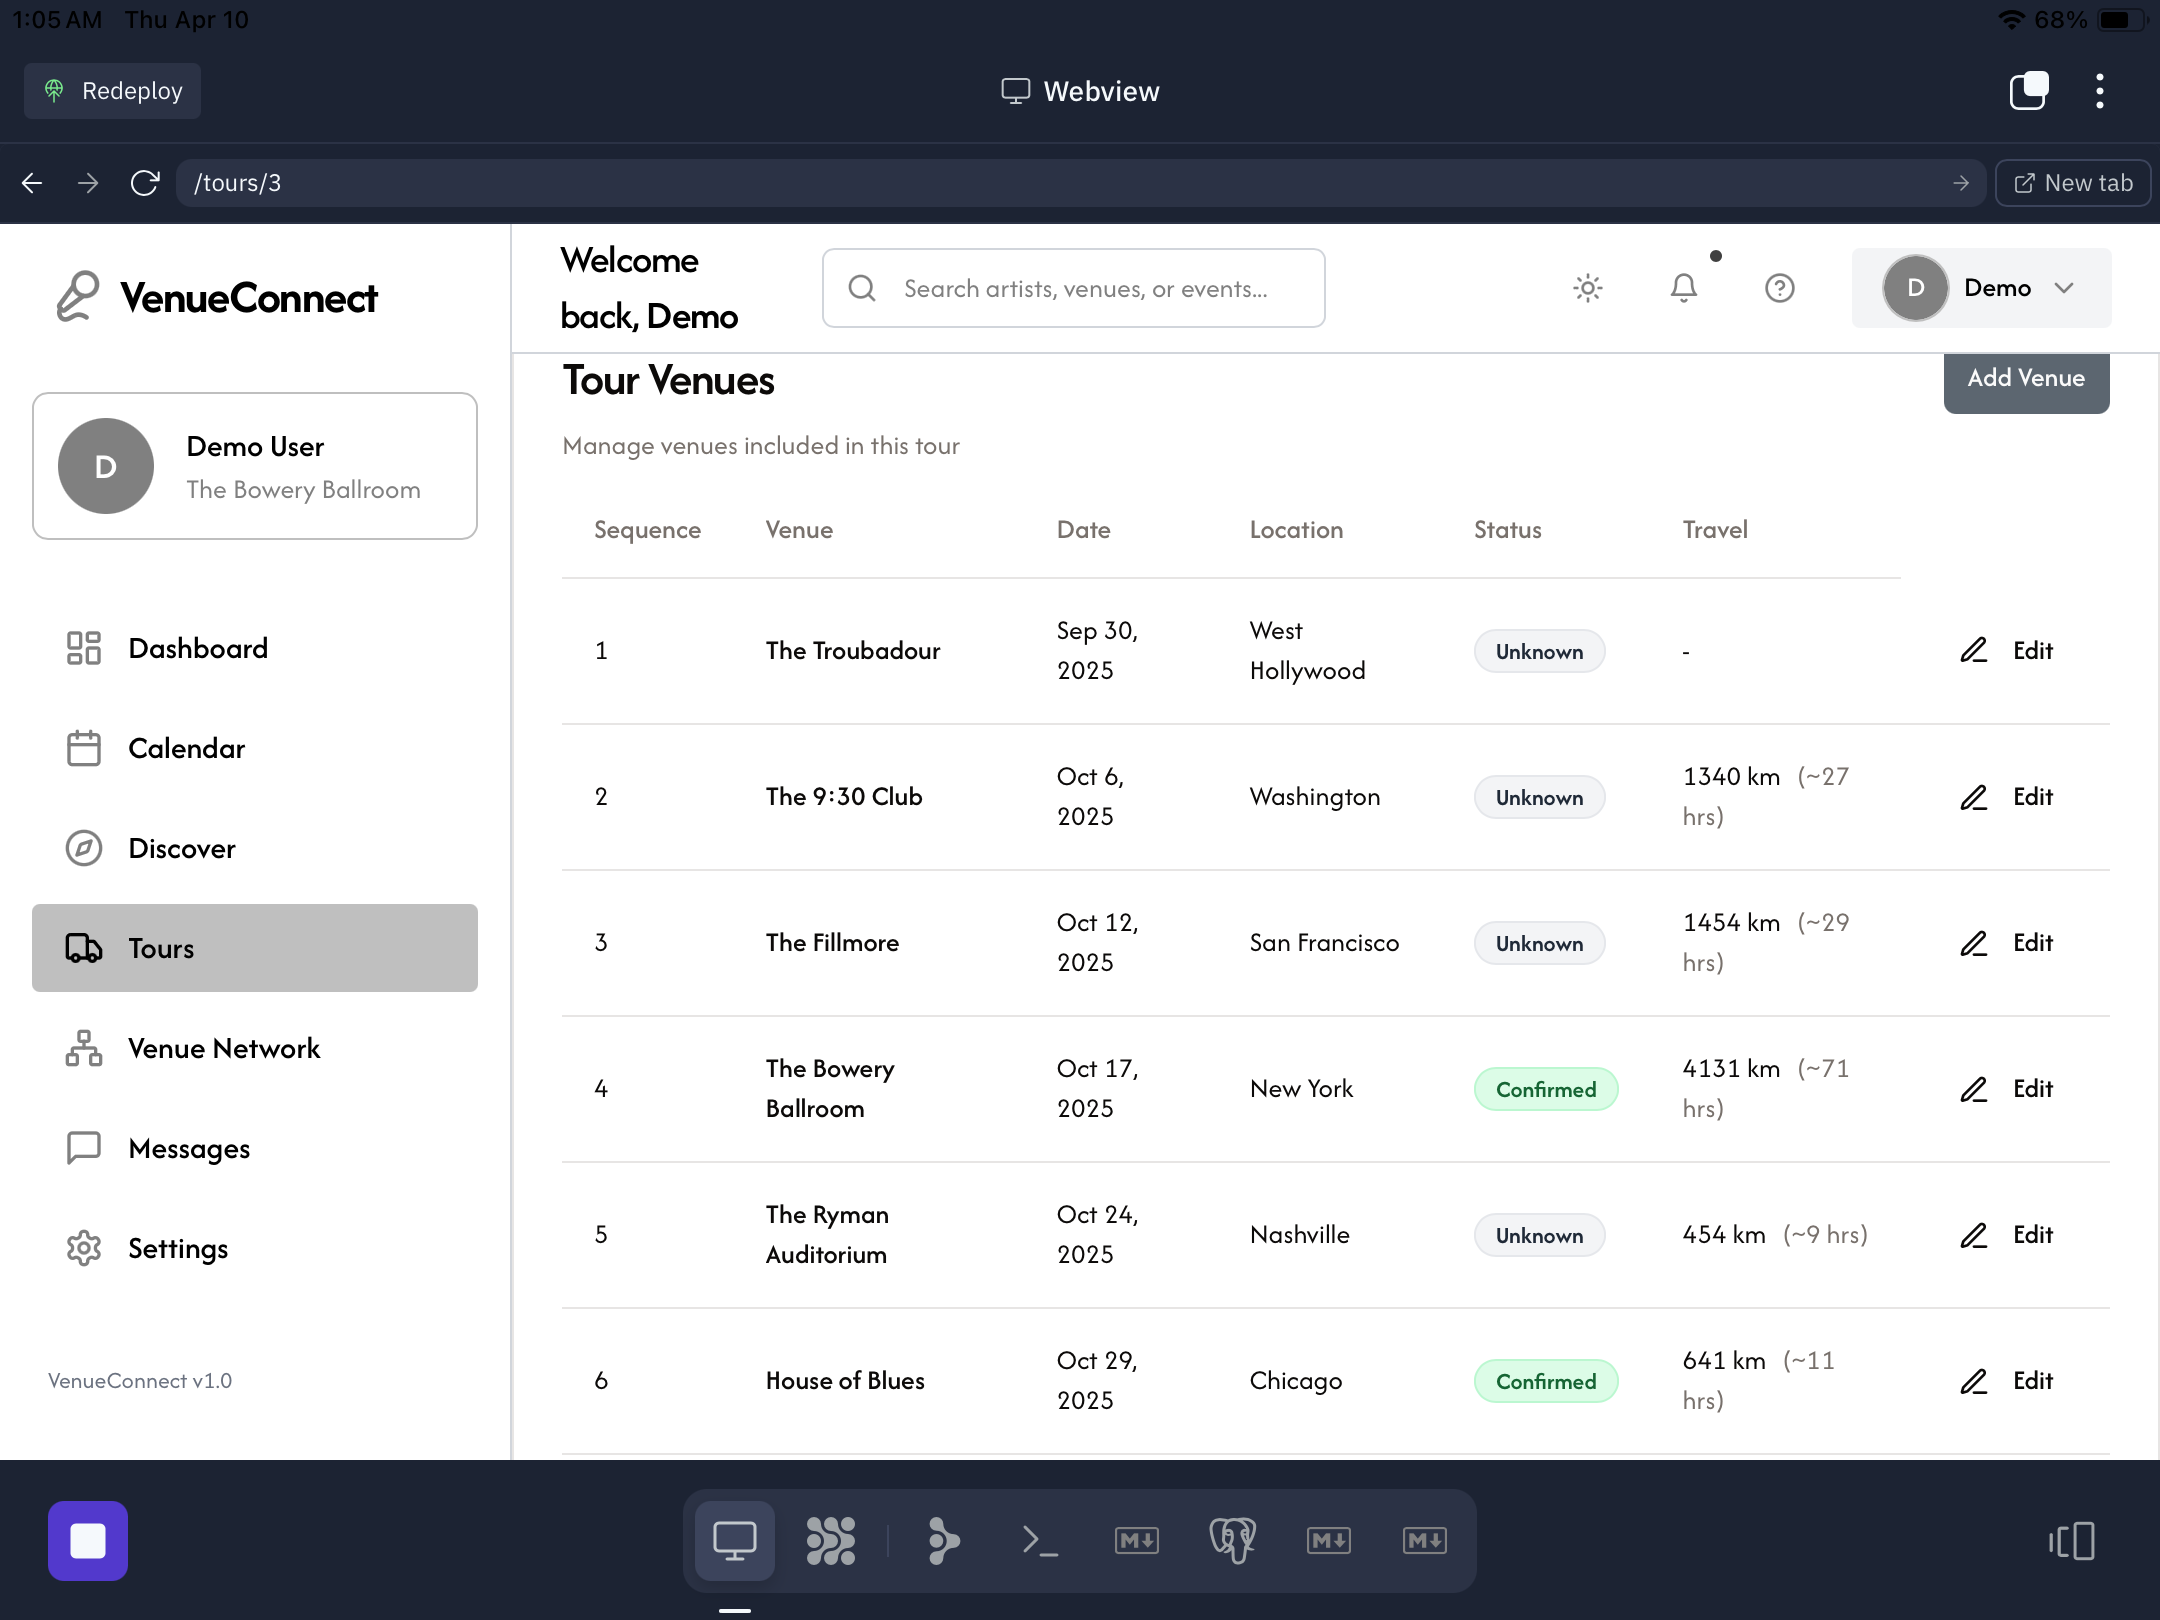 1:05 AM Thu Apr 10
68%
Redeploy
Webview
/tours/3
New tab
VenueConnect
Welcome
back, Demo
Search artists, venues, or events...
D
Demo
D
Demo User
The Bowery Ballroom
Dashboard
Calendar
Discover
Tours
Venue Network
Messages
Settings
VenueConnect v1.0
Tour Venues
Add Venue
Manage venues included in this tour
Sequence Venue Date Location Status Travel
1 The Troubadour Sep 30, 2025 West Hollywood Unknown - Edit
2 The 9:30 Club Oct 6, 2025 Washington Unknown 1340 km (~27 hrs) Edit
3 The Fillmore Oct 12, 2025 San Francisco Unknown 1454 km (~29 hrs) Edit
4 The Bowery Ballroom Oct 17, 2025 New York Confirmed 4131 km (~71 hrs) Edit
5 The Ryman Auditorium Oct 24, 2025 Nashville Unknown 454 km (~9 hrs) Edit
6 House of Blues Oct 29, 2025 Chicago Confirmed 641 km (~11 hrs) Edit
M M M